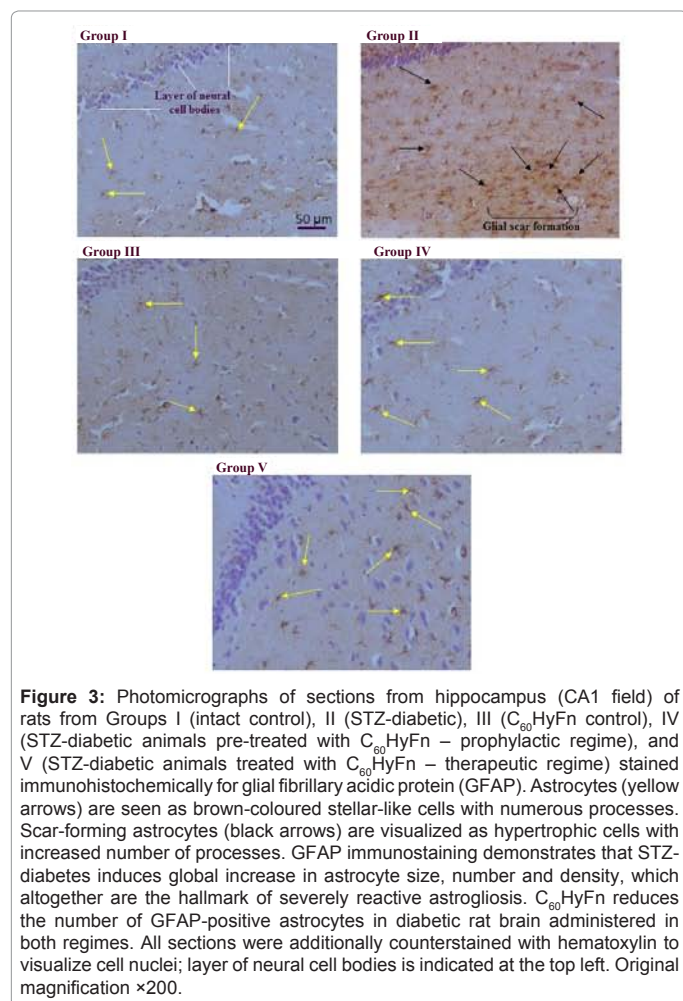 Group I
Group II
Layer of neural
cell bodies
50 μm
Glial scar formation
Group III
Group IV
Group V
Figure 3: Photomicrographs of sections from hippocampus (CA1 field) of
rats from Groups I (intact control), II (STZ-diabetic), III (C60HyFn control), IV
(STZ-diabetic animals pre-treated with C60HyFn – prophylactic regime), and
V (STZ-diabetic animals treated with C60HyFn – therapeutic regime) stained
immunohistochemically for glial fibrillary acidic protein (GFAP). Astrocytes (yellow
arrows) are seen as brown-coloured stellar-like cells with numerous processes.
Scar-forming astrocytes (black arrows) are visualized as hypertrophic cells with
increased number of processes. GFAP immunostaining demonstrates that STZ-
diabetes induces global increase in astrocyte size, number and density, which
altogether are the hallmark of severely reactive astrogliosis. C60HyFn reduces
the number of GFAP-positive astrocytes in diabetic rat brain administered in
both regimes. All sections were additionally counterstained with hematoxylin to
visualize cell nuclei; layer of neural cell bodies is indicated at the top left. Original
magnification ×200.